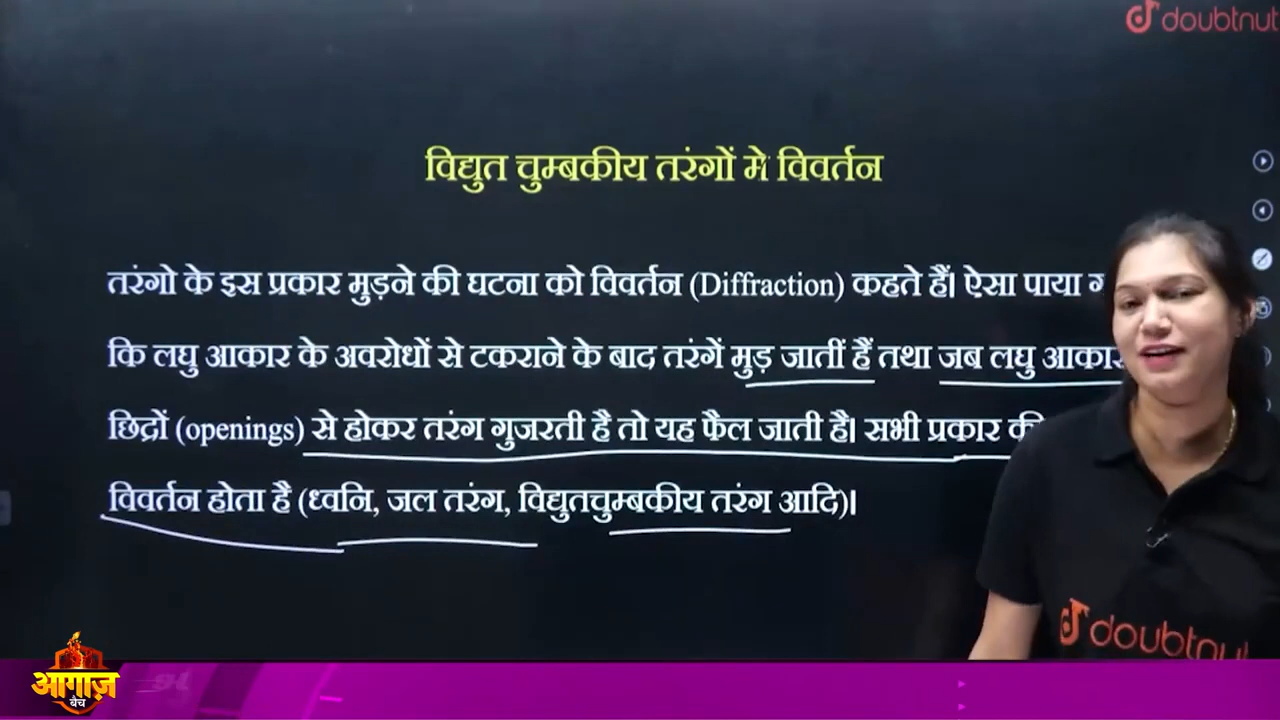 doubtnut
विद्युत चुम्बकीय तरंगों मे विवर्तन
तरंगो के इस प्रकार मुड़ने की घटना को विवर्तन (Diffraction) कहते हैं। ऐसा पाया
कि लघु आकार के अवरोधों से टकराने के बाद तरंगें मुड़ जातीं हैं तथा जब लघु आकार
छिद्रों (openings) से होकर तरंग गुजरती है तो यह फैल जाती है। सभी प्रकार की
विवर्तन होता है (ध्वनि, जल तरंग, विद्युतचुम्बकीय तरंग आदि)।
doubtnut
आगाज़
बैच